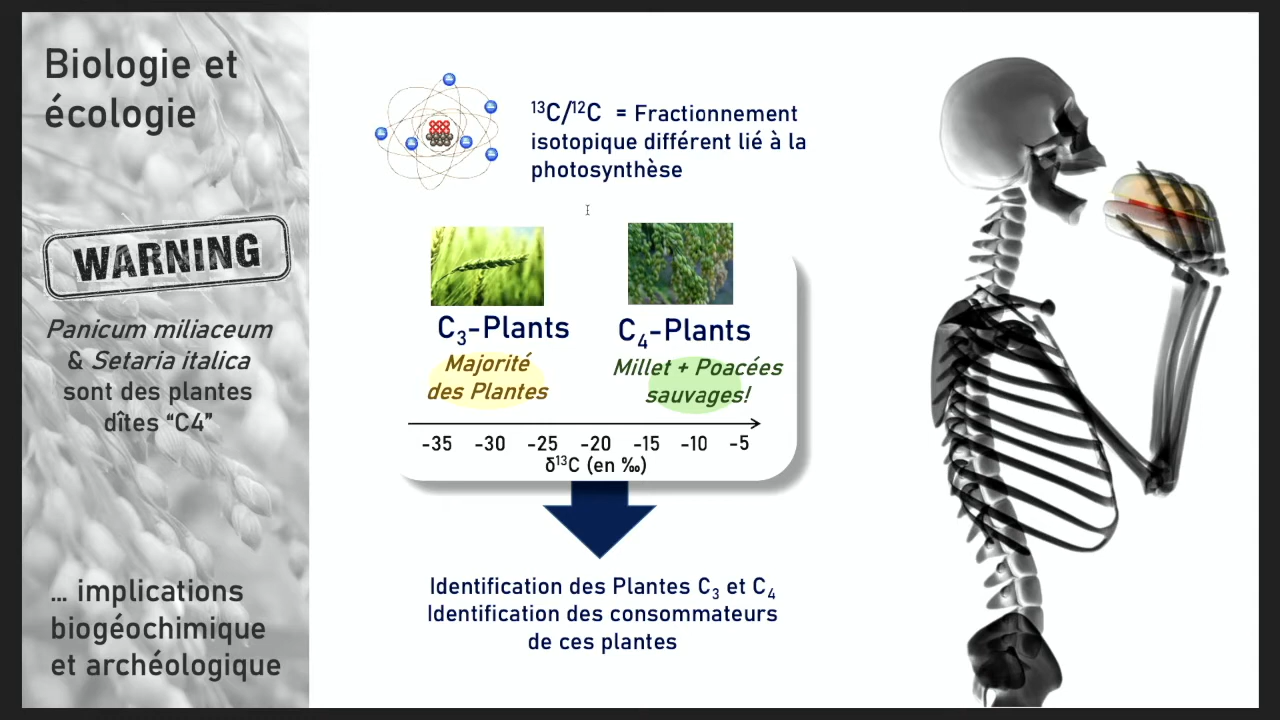 Biologie et
écologie
WARNING
Panicum miliaceum
& Setaria italica
sont des plantes
dîtes “C4”
... implications
biogéochimique
et archéologique
¹³C/¹²C = Fractionnement
isotopique différent lié à la
photosynthèse
C₃-Plants
Majorité
des Plantes
C₄-Plants
Millet + Poacées
sauvages!
-35 -30 -25 -20 -15 -10 -5
δ¹³C (en ‰)
Identification des Plantes C₃ et C₄
Identification des consommateurs
de ces plantes